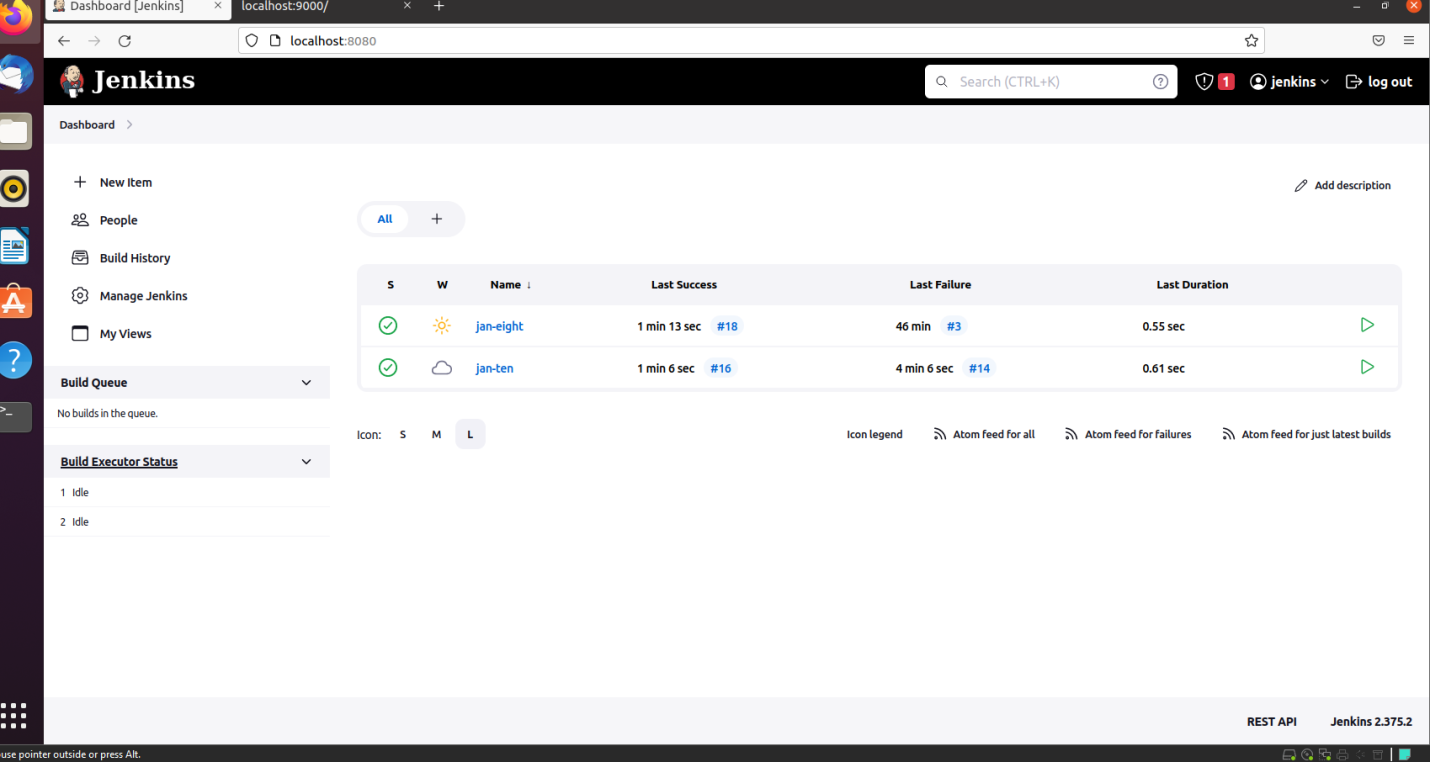 Dashboard [Jenkins] localhost:9000/
localhost:8080
Jenkins Search (CTRL+K) 1 jenkins log out
Dashboard
New Item
People
Build History
Manage Jenkins
My Views
Build Queue
No builds in the queue.
Build Executor Status
1 Idle
2 Idle
Add description
All +
S W Name ↓ Last Success Last Failure Last Duration
jan-eight 1 min 13 sec #18 46 min #3 0.55 sec
jan-ten 1 min 6 sec #16 4 min 6 sec #14 0.61 sec
Icon: S M L Icon legend Atom feed for all Atom feed for failures Atom feed for just latest builds
REST API Jenkins 2.375.2
use pointer outside or press Alt.